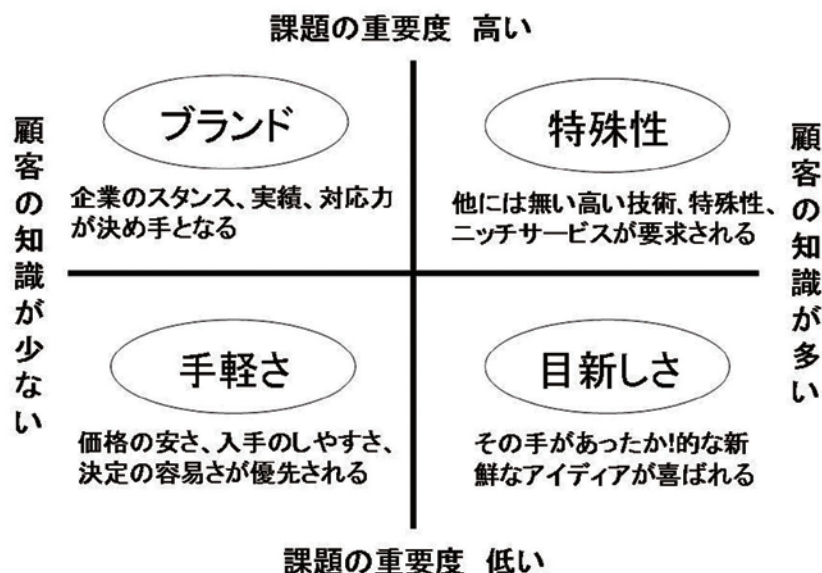 課題の重要度 高い
顧客の知識が少ない
ブランド
企業のスタンス、実績、対応力
が決め手となる
特殊性
他には無い高い技術、特殊性、
ニッチサービスが要求される
顧客の知識が多い
手軽さ
価格の安さ、入手のしやすさ、
決定の容易さが優先される
目新しさ
その手があったか!的な新
鮮なアイディアが喜ばれる
課題の重要度 低い